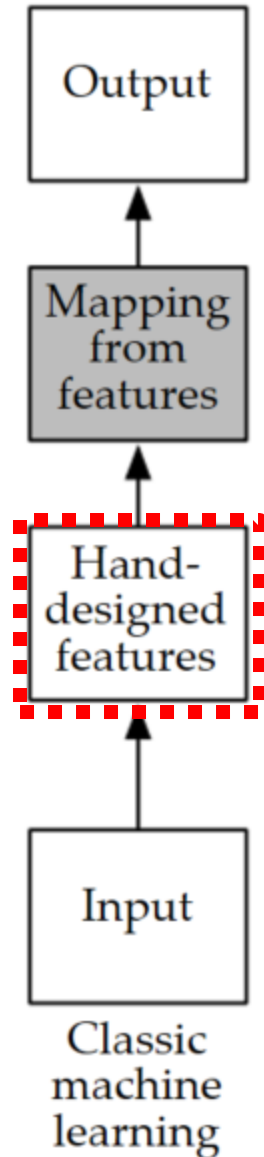 Output
Mapping
from
features
Hand-
designed
features
Input
Classic
machine
learning